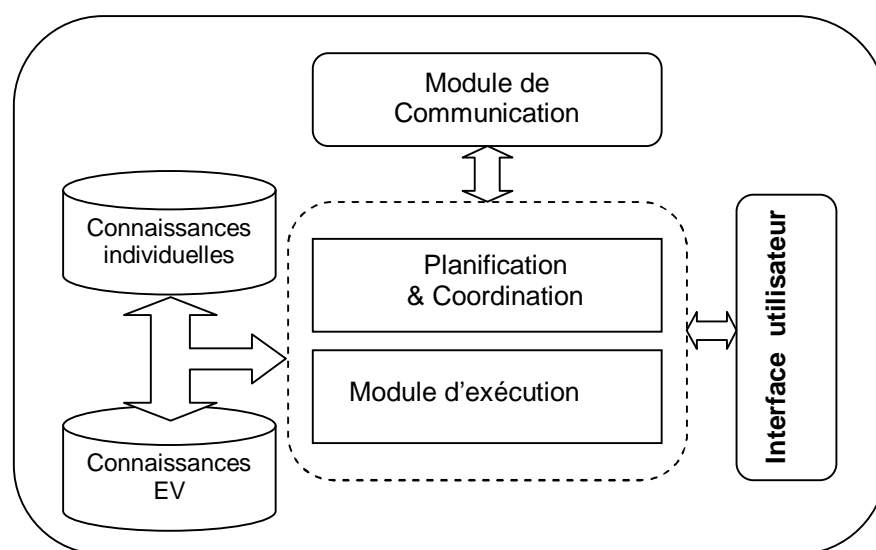 Module de
Communication
Connaissances
individuelles
Planification
& Coordination
Module d’exécution
Connaissances
EV
Interface utilisateur